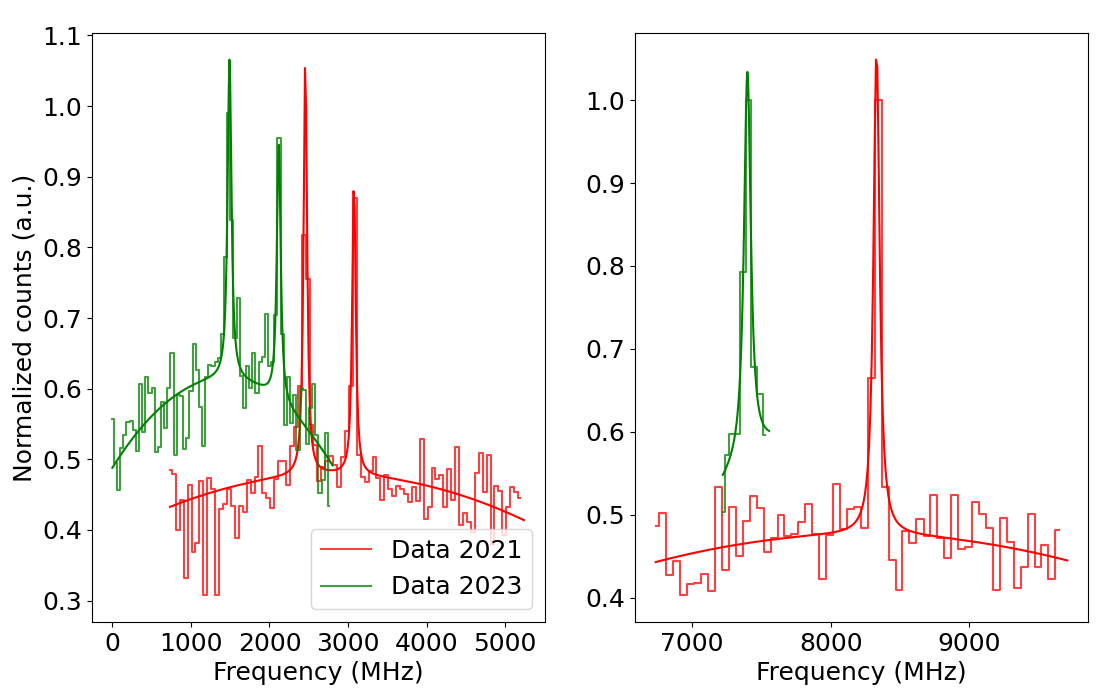 Normalized counts (a.u.)
1.1
1.0
0.9
0.8
0.7
0.6
0.5
0.4
0.3
Data 2021
Data 2023
0 1000 2000 3000 4000 5000
Frequency (MHz)
1.0
0.9
0.8
0.7
0.6
0.5
0.4
7000 8000 9000
Frequency (MHz)